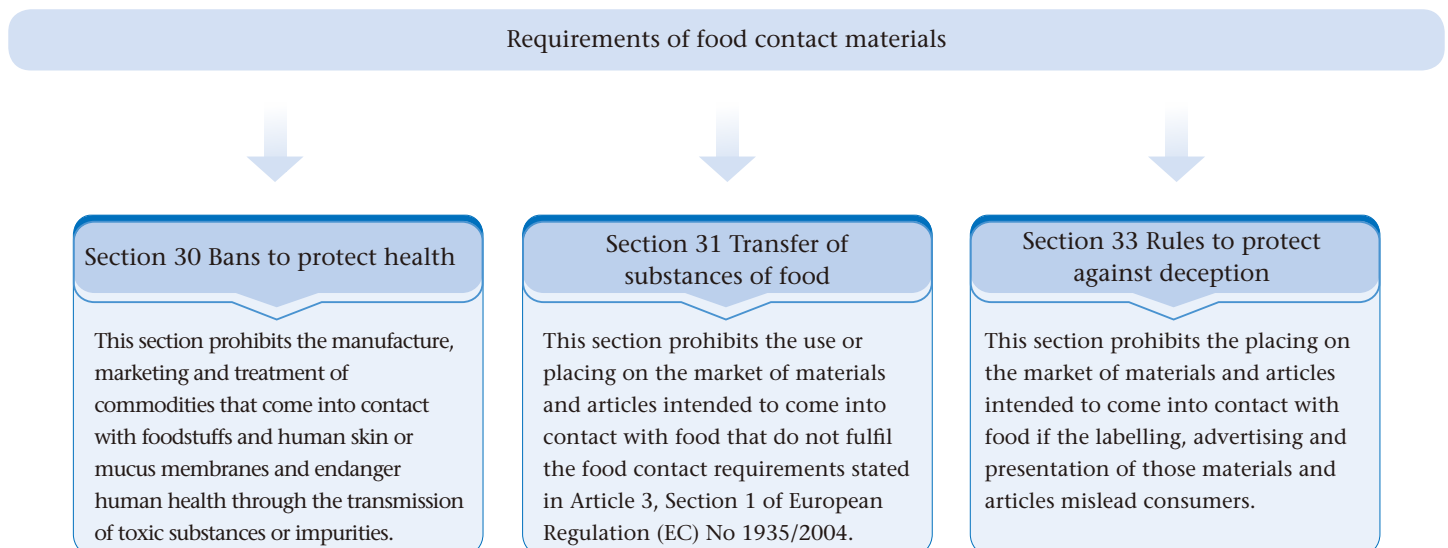 Requirements of food contact materials
Section 30 Bans to protect health
This section prohibits the manufacture,
marketing and treatment of
commodities that come into contact
with foodstuffs and human skin or
mucus membranes and endanger
human health through the transmission
of toxic substances or impurities.
Section 31 Transfer of
substances of food
This section prohibits the use or
placing on the market of materials
and articles intended to come into
contact with food that do not fulfil
the food contact requirements stated
in Article 3, Section 1 of European
Regulation (EC) No 1935/2004.
Section 33 Rules to protect
against deception
This section prohibits the placing on
the market of materials and articles
intended to come into contact with
food if the labelling, advertising and
presentation of those materials and
articles mislead consumers.